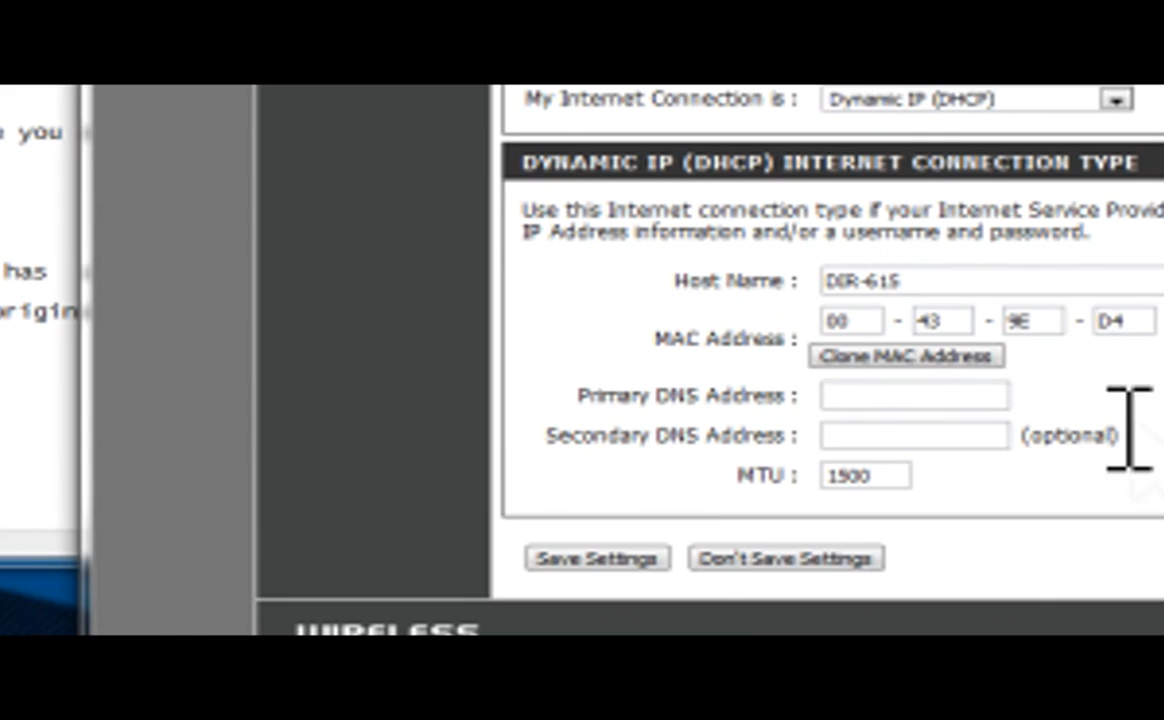 you
has
origin
My Internet Connection is :
Dynamic IP (DHCP)
DYNAMIC IP (DHCP) INTERNET CONNECTION TYPE
Use this Internet connection type if your Internet Service Provid
IP Address information and/or a username and password.
Host Name : DIR-615
MAC Address : 00 - 43 - 9E - D4
Clone MAC Address
Primary DNS Address :
Secondary DNS Address : (optional)
MTU : 1500
Save Settings Don't Save Settings
WIRELESS